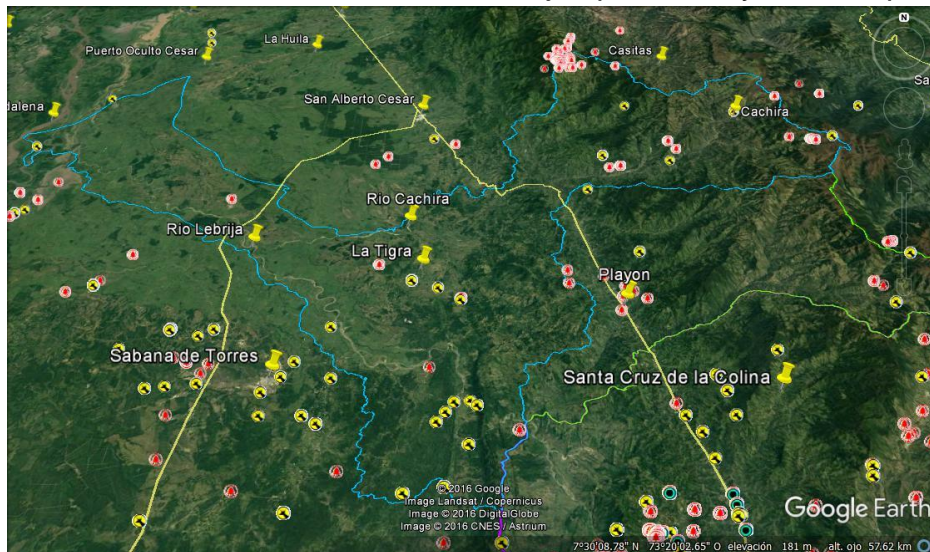 N
La Huila
Puerto Oculto Cesar
Casitas
Sa
dalena
San Alberto Cesar
Cachira
Rio Cachira
Rio Lebrija
La Tigra
Playon
Sabana de Torres
Santa Cruz de la Colina
© 2016 Google
Image Landsat / Copernicus
Image © 2016 DigitalGlobe
Image © 2016 CNES / Astrium
Google Earth
7°30'08.78" N 73°20'02.65" O elevación 181 m alt. ojo 57.62 km